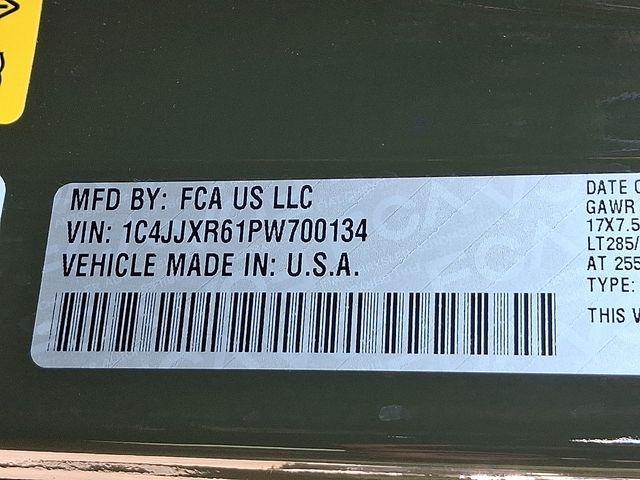 MFD BY: FCA US LLC
VIN: 1C4JJXR61PW700134
VEHICLE MADE IN: U.S.A.
DATE O
GAWR
17X7.5
LT285/
AT 255
TYPE:
THIS V